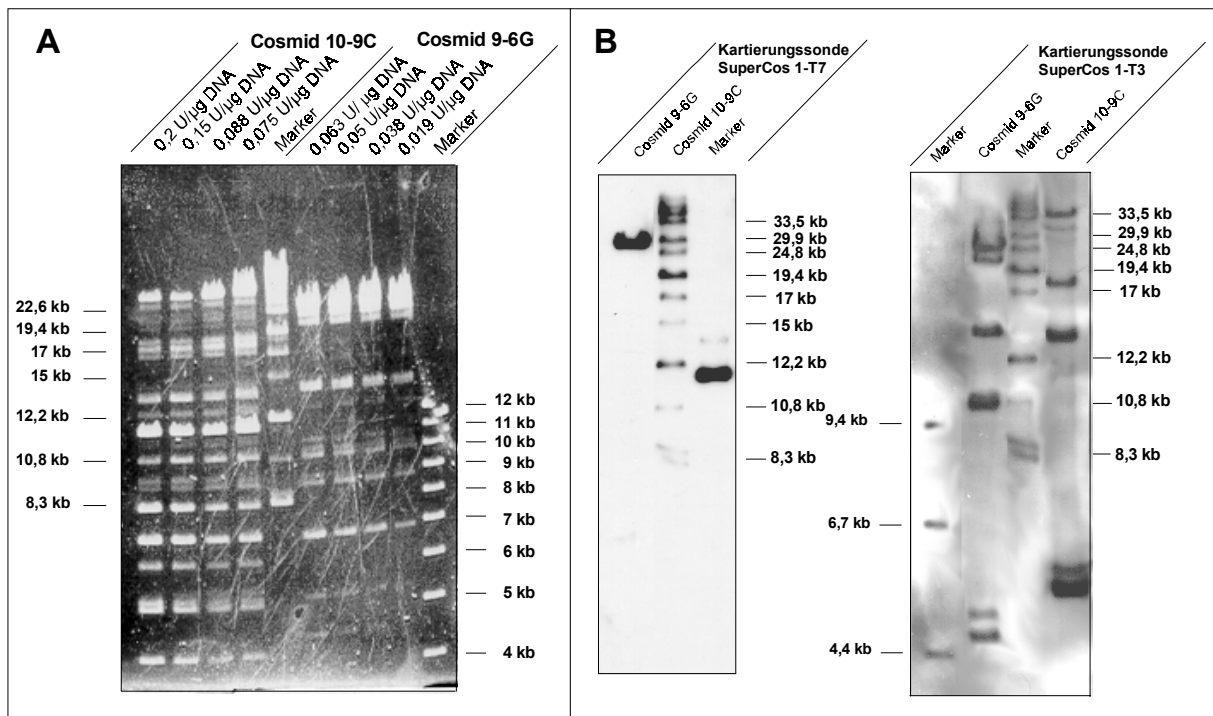 A
Cosmid 10-9C
Cosmid 9-6G
0,2 U/µg DNA
0,15 U/µg DNA
0,088 U/µg DNA
0,075 U/µg DNA
Marker
0,063 U/ µg DNA
0,05 U/µg DNA
0,038 U/µg DNA
0,019 U/µg DNA
Marker
22,6 kb
19,4 kb
17 kb
15 kb
12,2 kb
10,8 kb
8,3 kb
12 kb
11 kb
10 kb
9 kb
8 kb
7 kb
6 kb
5 kb
4 kb
B
Kartierungssonde
SuperCos 1-T7
Cosmid 9-6G
Cosmid 10-9C
Marker
33,5 kb
29,9 kb
24,8 kb
19,4 kb
17 kb
15 kb
12,2 kb
10,8 kb
8,3 kb
Kartierungssonde
SuperCos 1-T3
Marker
Cosmid 9-6G
Marker
Cosmid 10-9C
9,4 kb
6,7 kb
4,4 kb
33,5 kb
29,9 kb
24,8 kb
19,4 kb
17 kb
12,2 kb
10,8 kb
8,3 kb